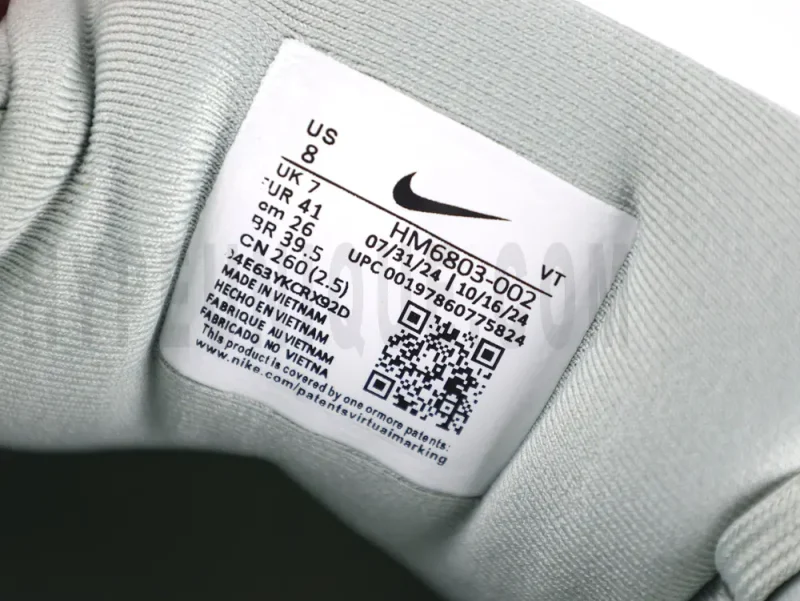 US
8
UK 7
EUR 41
cm 26
BR 39.5
CN 260 (2.5)
HM6803-002 VT
07/31/24 | 10/16/24
UPC 00197860775824
04E63YKCRX92D
MADE IN VIETNAM
HECHO EN VIETNAM
FABRIQUE AU VIETNAM
FABRICADO NO VIETNA
This product is covered by one ormore patents:
www.nike.com/patentsvirtuaimarking